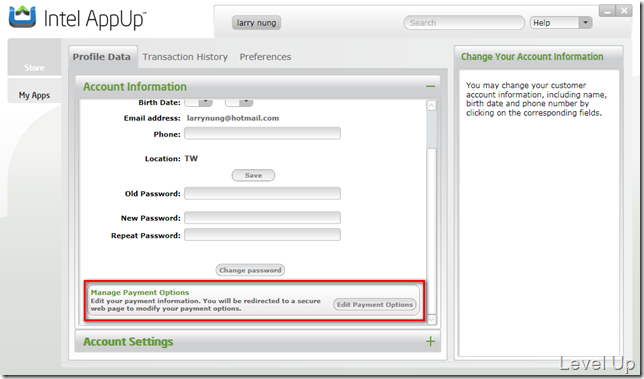 Intel AppUp™
larry nung
Search
Help
Store
My Apps
Profile Data
Transaction History
Preferences
Account Information
Birth Date:
Email address: larrynung@hotmail.com
Phone:
Location: TW
Save
Old Password:
New Password:
Repeat Password:
Change password
Manage Payment Options
Edit your payment information. You will be redirected to a secure
web page to modify your payment options.
Edit Payment Options
Account Settings
Change Your Account Information
You may change your customer
account information, including name,
birth date and phone number by
clicking on the corresponding fields.
Level Up